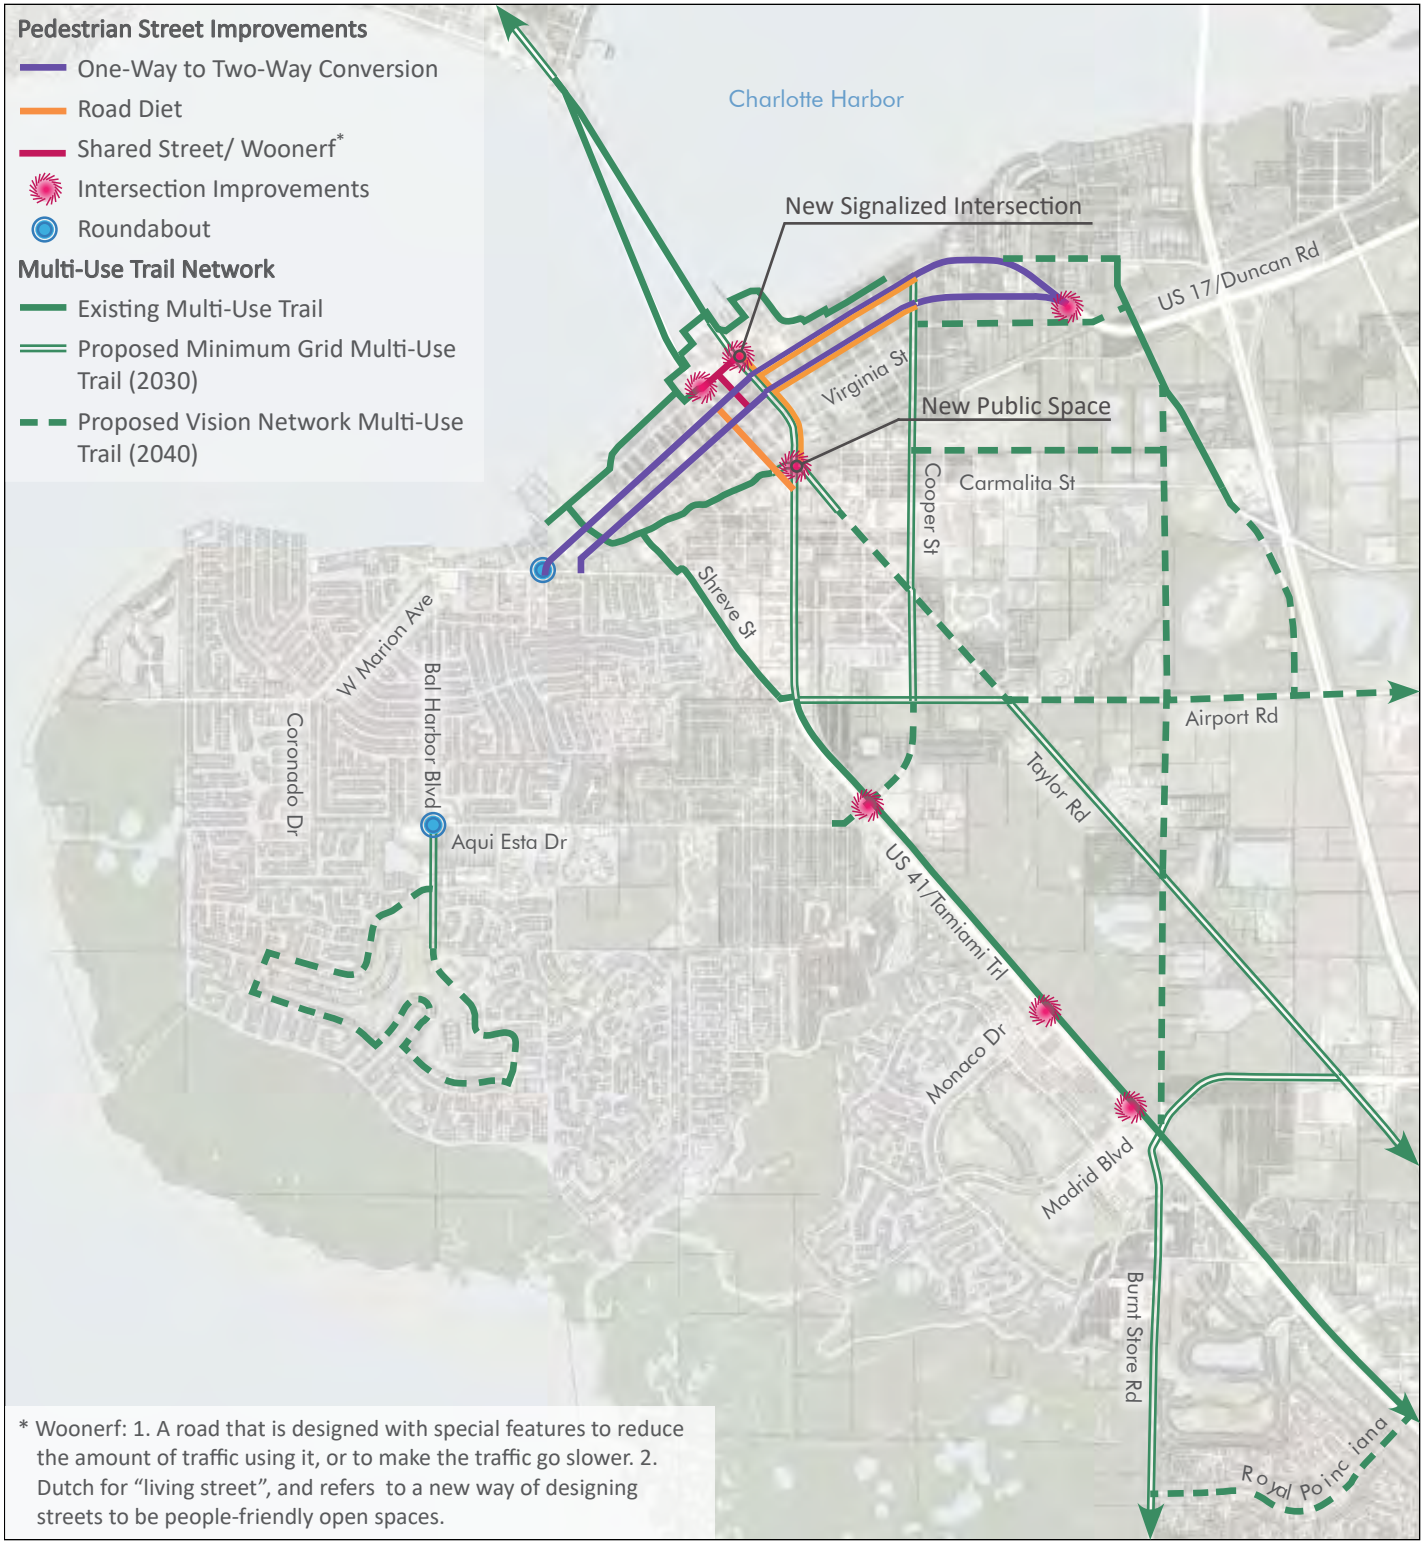 Pedestrian Street Improvements
One-Way to Two-Way Conversion
Road Diet
Shared Street/ Woonerf*
Intersection Improvements
Roundabout
Multi-Use Trail Network
Existing Multi-Use Trail
Proposed Minimum Grid Multi-Use
Trail (2030)
Proposed Vision Network Multi-Use
Trail (2040)
Charlotte Harbor
New Signalized Intersection
US 17/Duncan Rd
Virginia St
New Public Space
Carmalita St
Cooper St
Shreve St
W Marion Ave
Bal Harbor Blvd
Coronado Dr
Airport Rd
Taylor Rd
Aqui Esta Dr
US 41/Tamiami Trl
Monaco Dr
Madrid Blvd
Burnt Store Rd
Royal Poinciana
* Woonerf: 1. A road that is designed with special features to reduce
the amount of traffic using it, or to make the traffic go slower. 2.
Dutch for “living street”, and refers to a new way of designing
streets to be people-friendly open spaces.